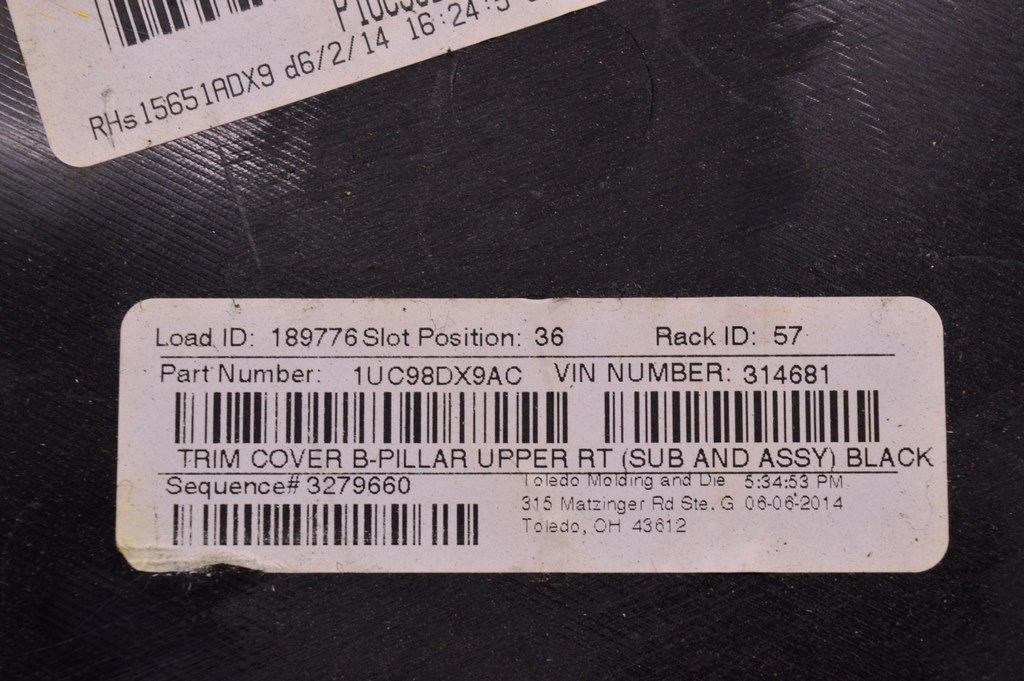 RHs15651ADX9 d6/2/14 16:24:5
Load ID: 189776 Slot Position: 36 Rack ID: 57
Part Number: 1UC98DX9AC VIN NUMBER: 314681
TRIM COVER B-PILLAR UPPER RT (SUB AND ASSY) BLACK
Sequence# 3279660 Toledo Molding and Die 5:34:53 PM
315 Matzinger Rd Ste. G 06-06-2014
Toledo, OH 43612